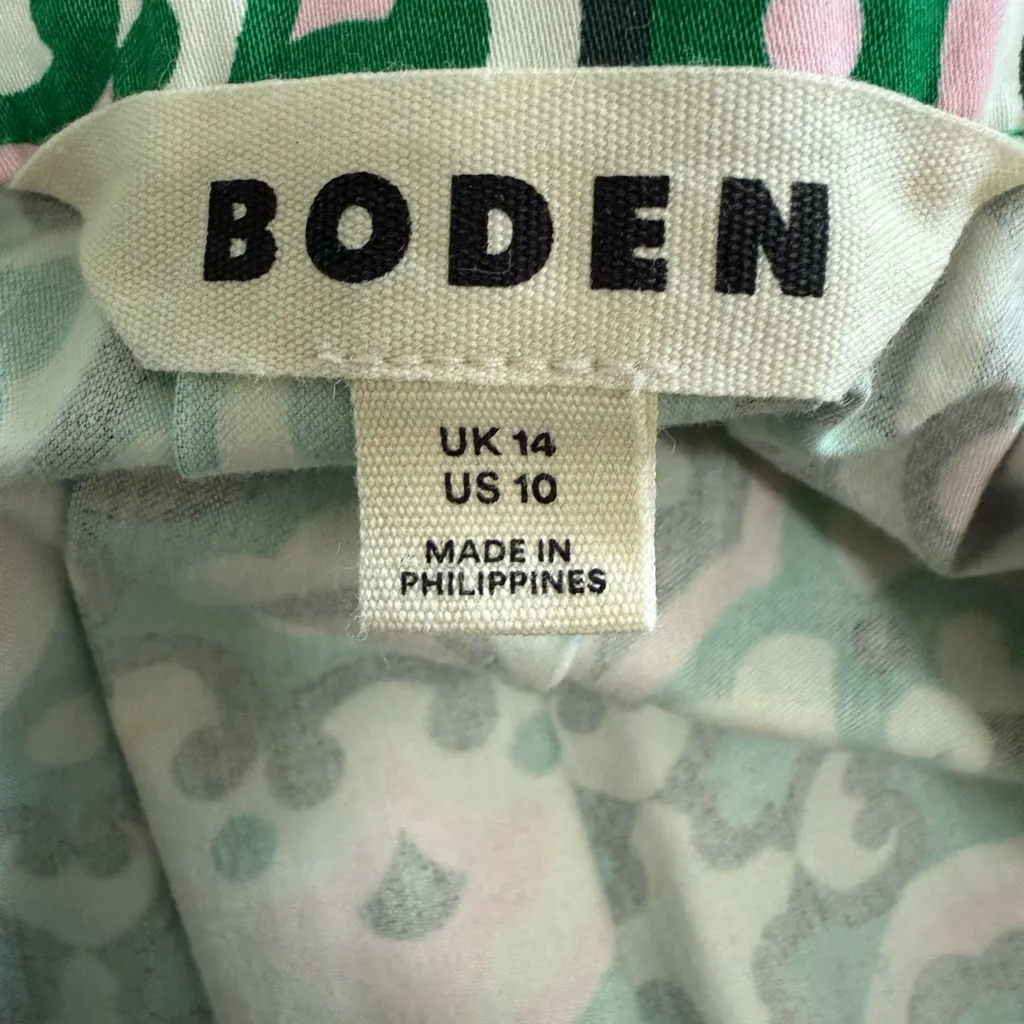 BODEN
UK 14
US 10
MADE IN
PHILIPPINES